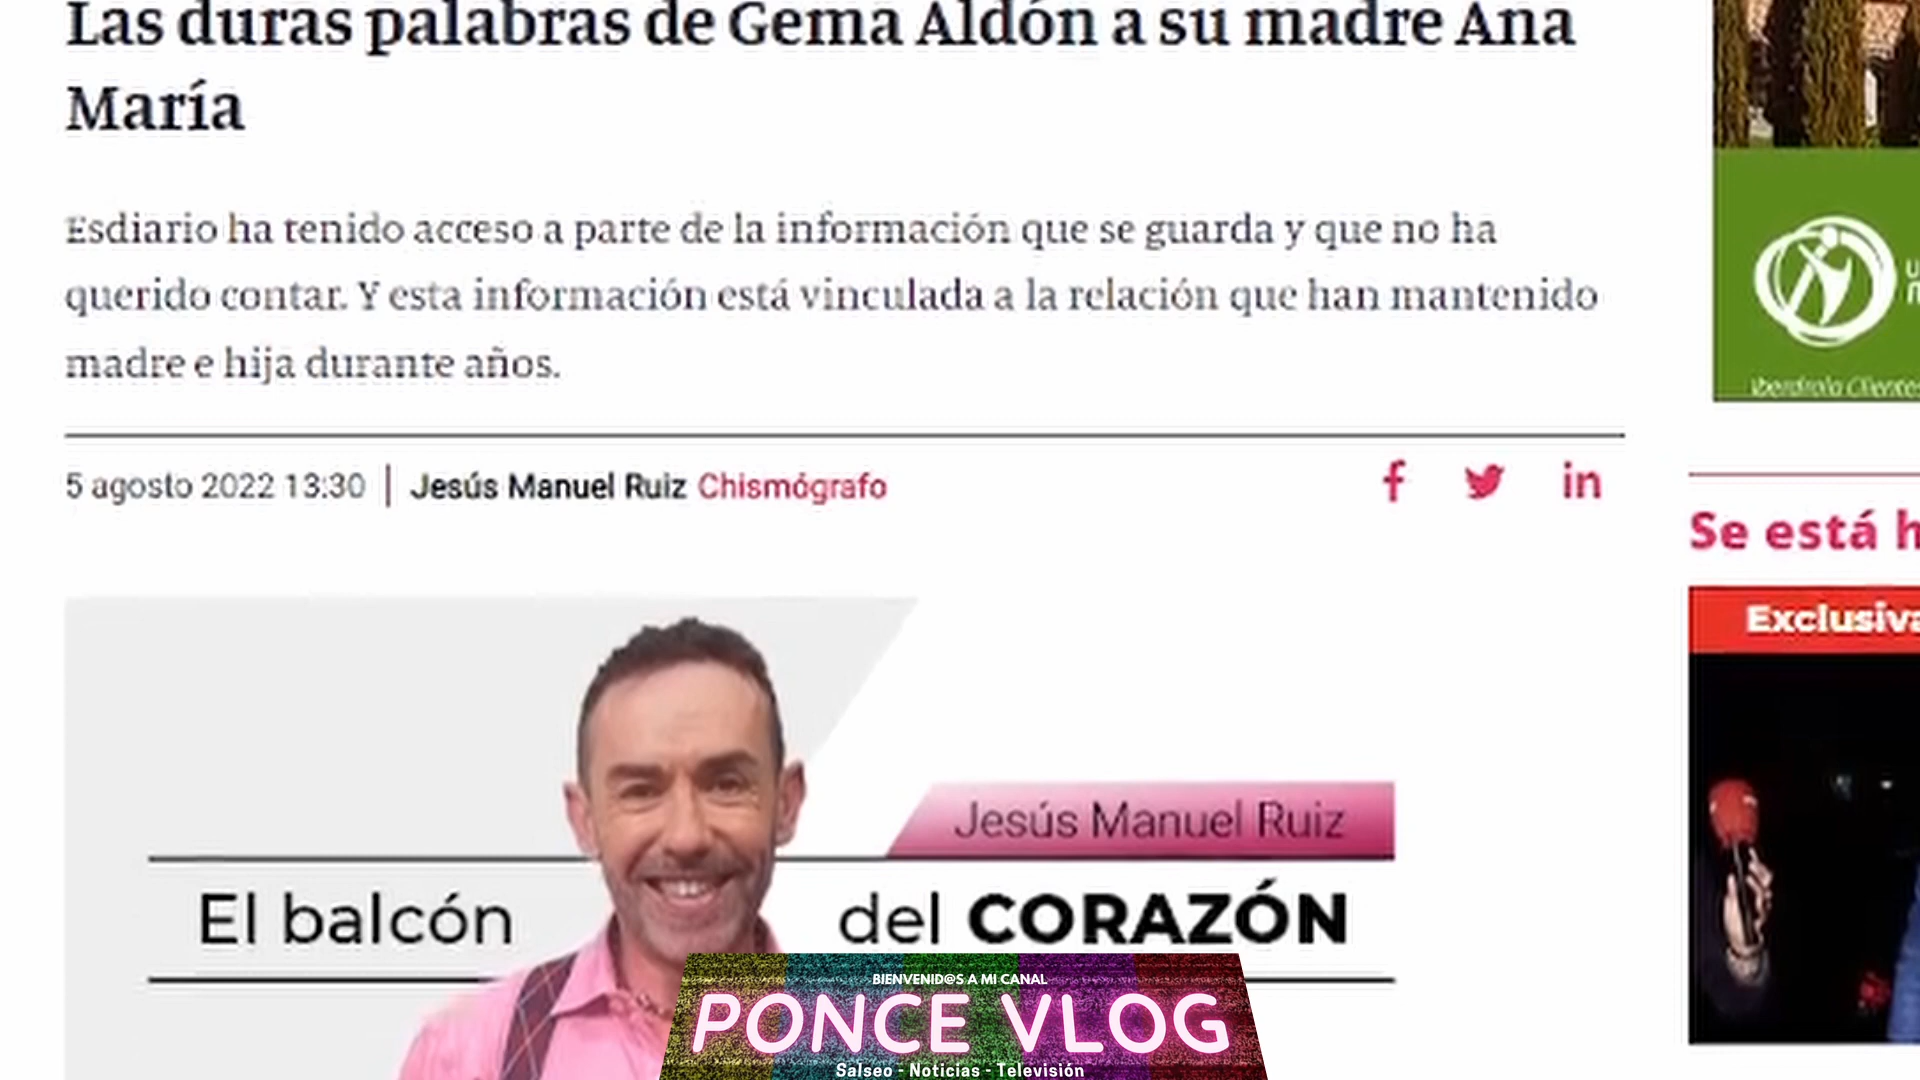 Las duras palabras de Gema Aldón a su madre Ana
María
Esdiario ha tenido acceso a parte de la información que se guarda y que no ha
querido contar. Y esta información está vinculada a la relación que han mantenido
madre e hija durante años.
5 agosto 2022 13:30 | Jesús Manuel Ruiz Chismógrafo
f in
Iberdrola Clientes
Se está h
Exclusiva
Jesús Manuel Ruiz
El balcón del CORAZÓN
BIENVENID@S A MI CANAL
PONCE VLOG
Salseo - Noticias - Televisión